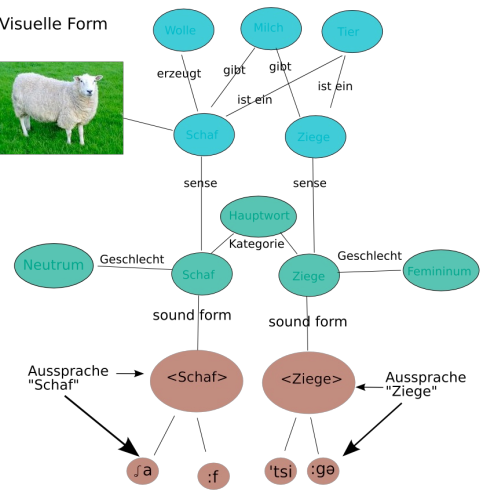 Visuelle Form
Wolle
Milch
Tier
erzeugt
gibt
gibt
ist ein
ist ein
Schaf
Ziege
sense
sense
Hauptwort
Kategorie
Neutrum
Geschlecht
Schaf
Ziege
Geschlecht
Femininum
sound form
sound form
Aussprache
"Schaf"
<Schaf>
<Ziege>
Aussprache
"Ziege"
ʃa
:f
'tsi
:gə